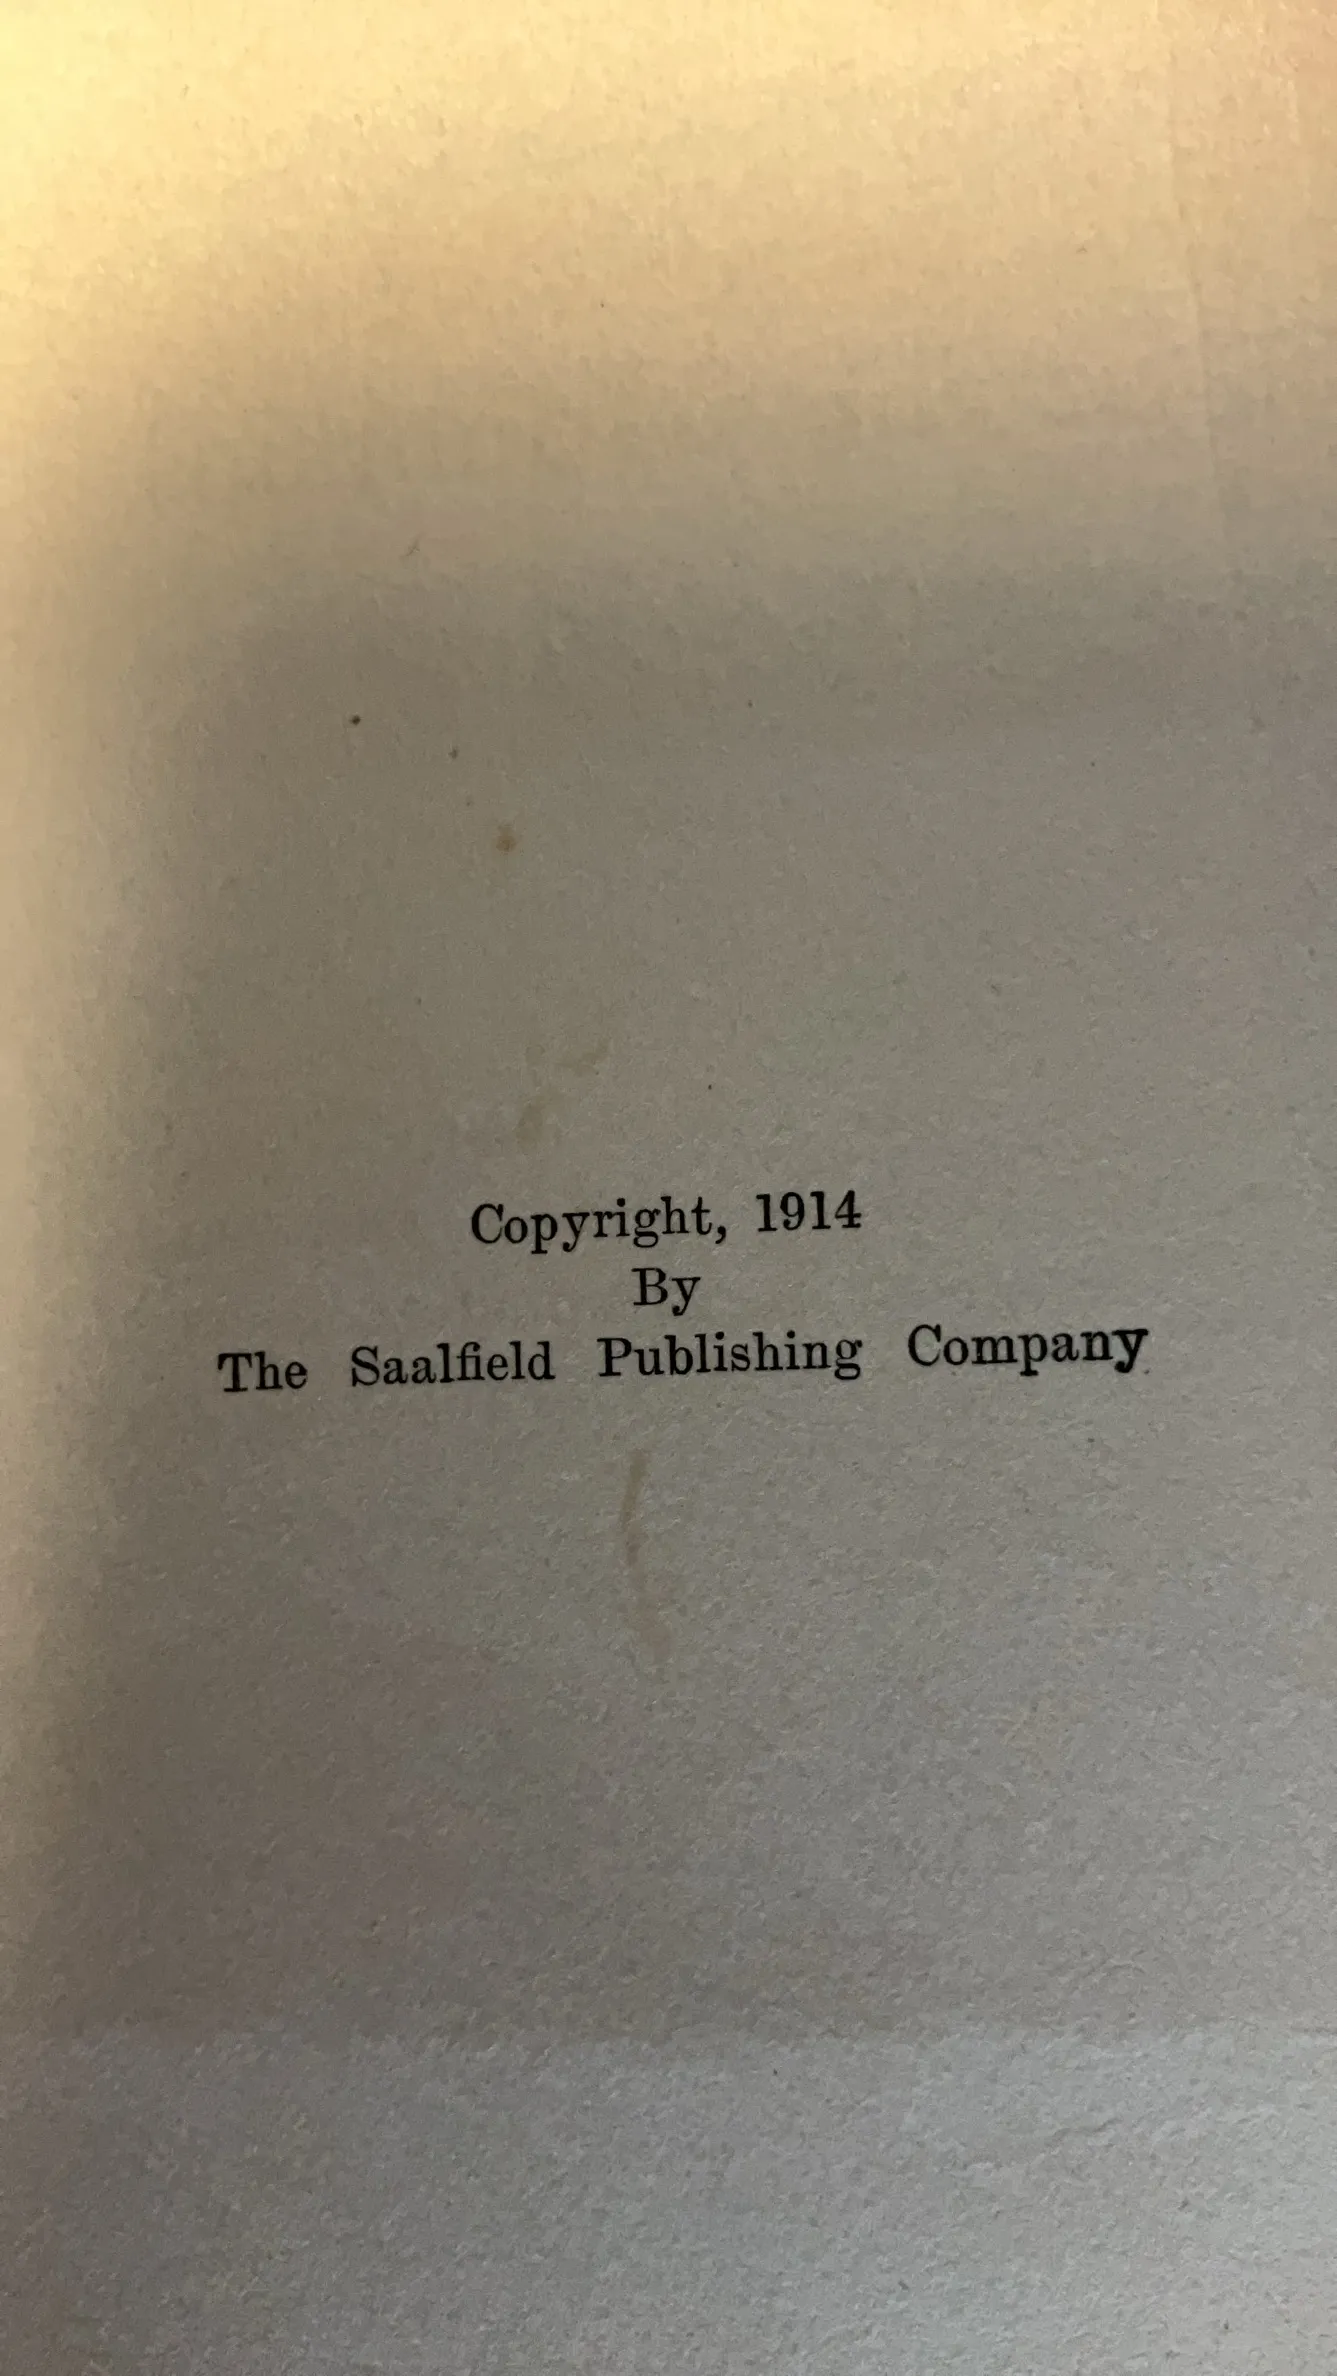 Copyright, 1914
By
The Saalfield Publishing Company